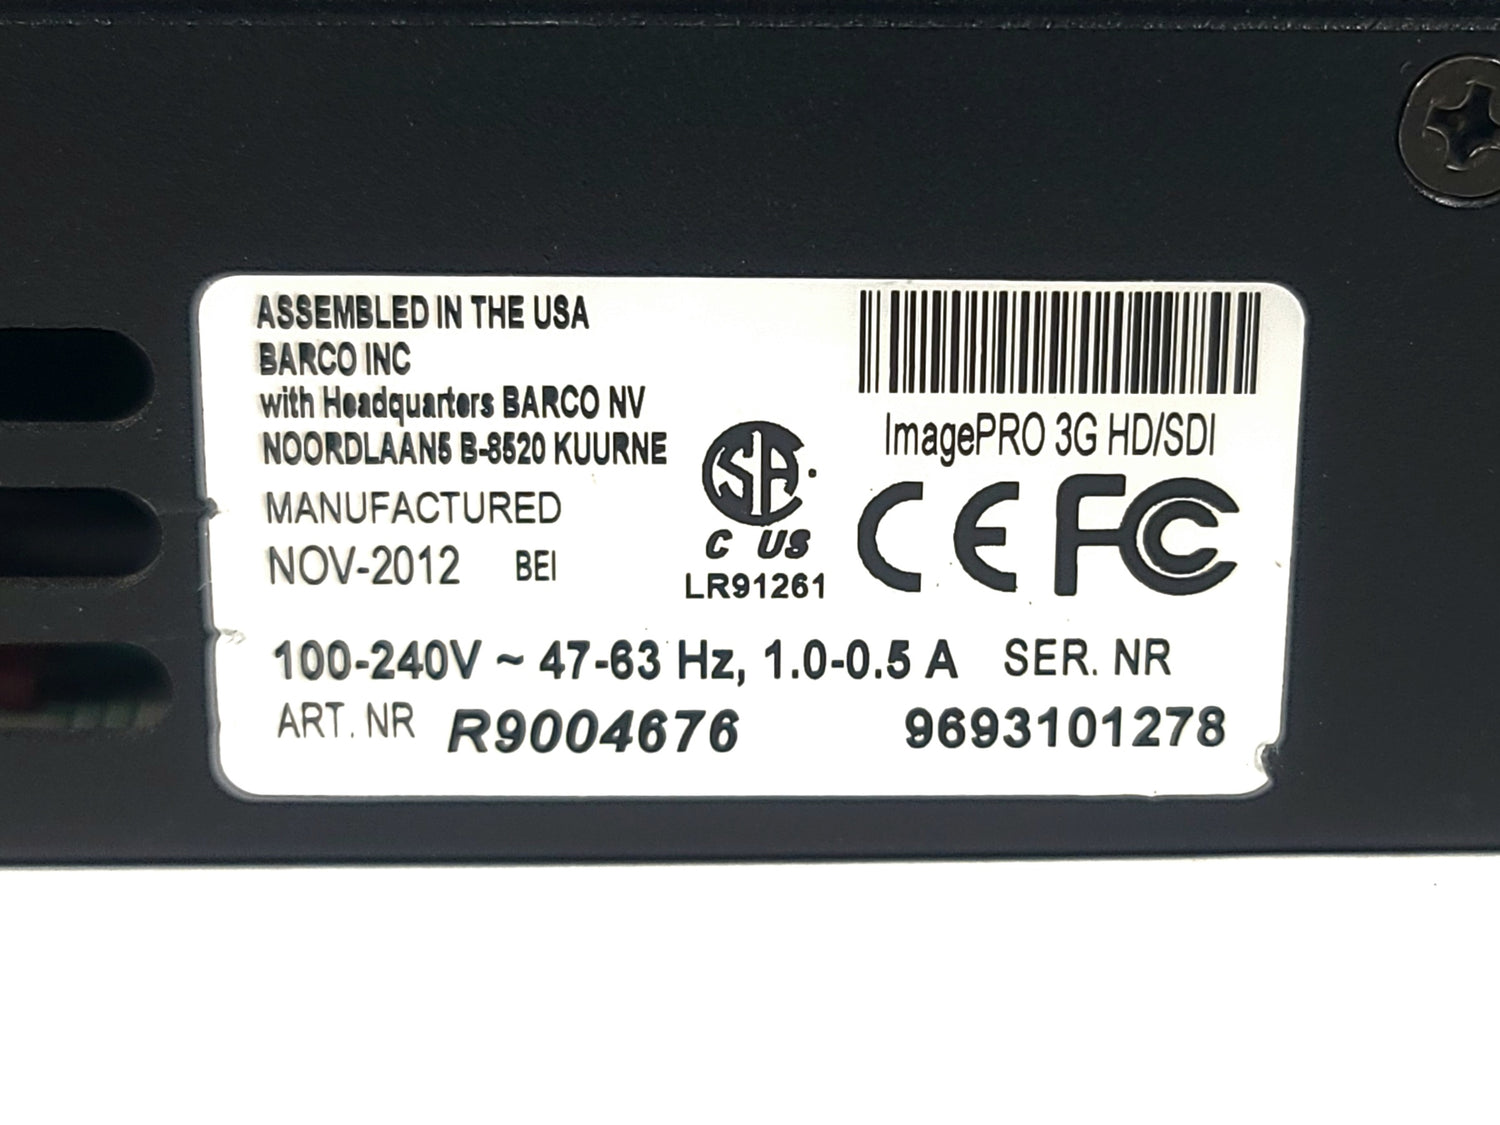 ASSEMBLED IN THE USA
BARCO INC
with Headquarters BARCO NV
NOORDLAAN5 B-8520 KUURNE
MANUFACTURED
NOV-2012 BEI
CSA
C US
LR91261
ImagePRO 3G HD/SDI
CE FC
100-240V ~ 47-63 Hz, 1.0-0.5 A SER. NR
ART. NR R9004676 9693101278